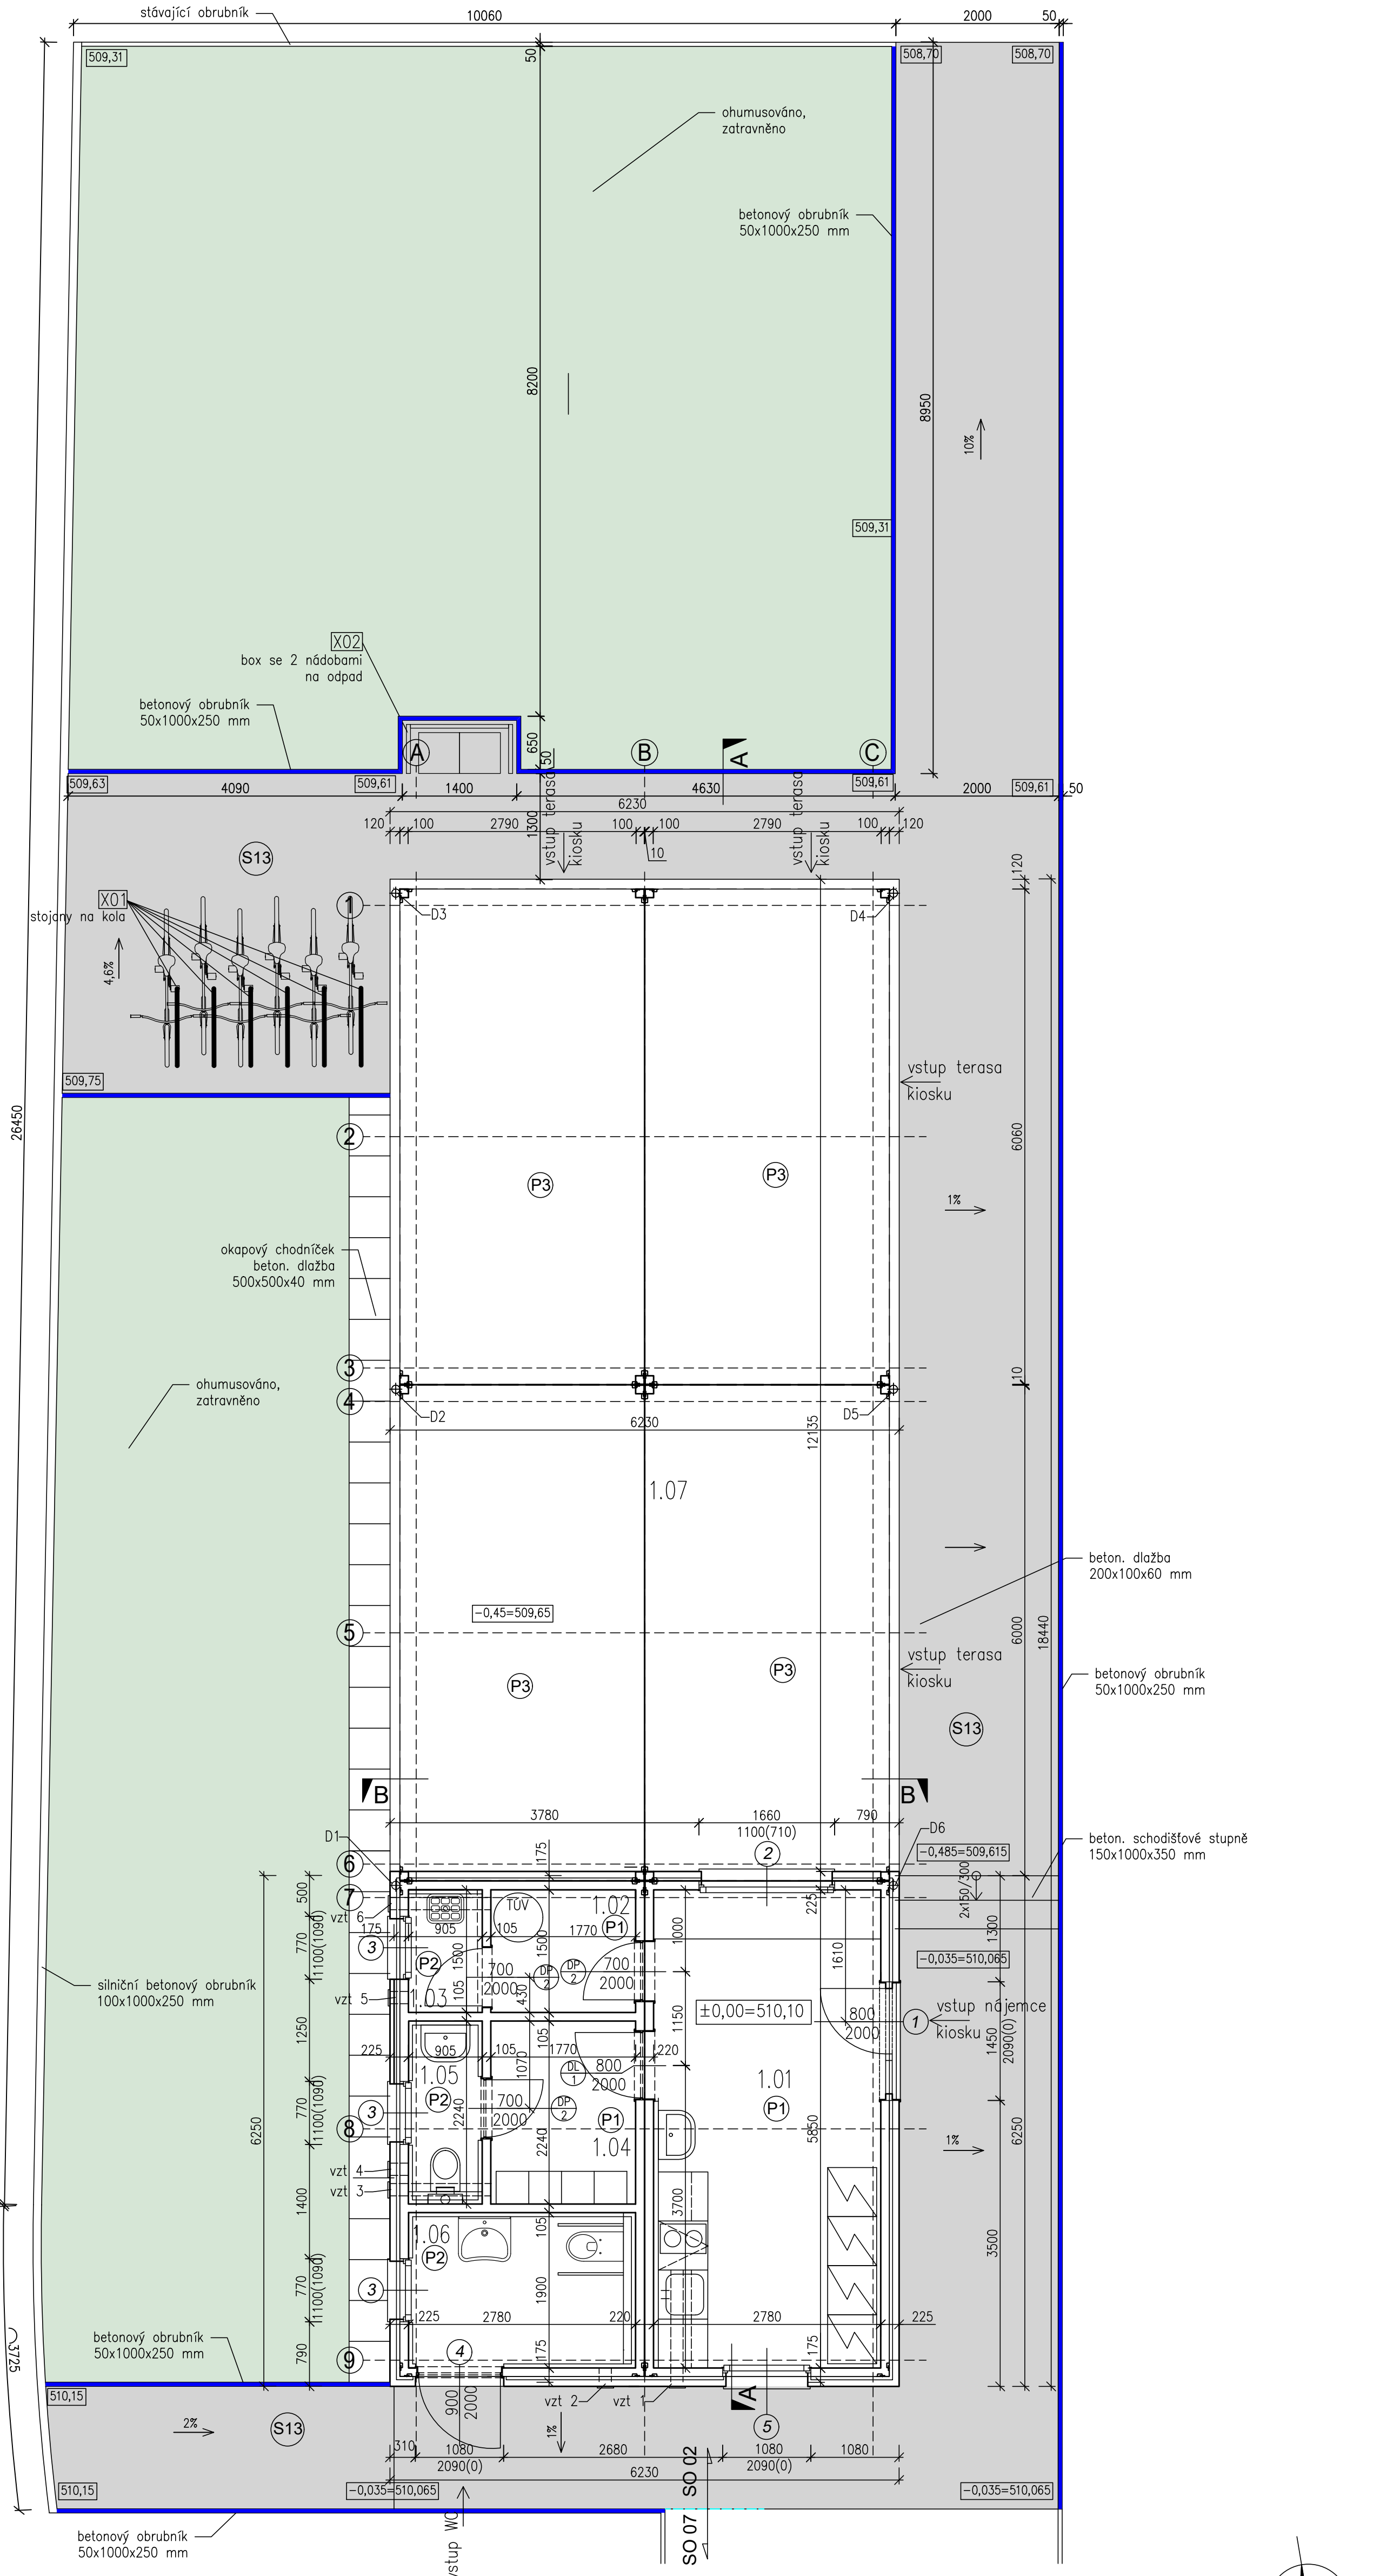 stávající obrubník
10060
2000
50
509,31
50
508,70
508,70
ohumusováno,
zatravněno
betonový obrubník
50x1000x250 mm
8200
8950
10%
509,31
X02
box se 2 nádobami
na odpad
betonový obrubník
50x1000x250 mm
650
50
A
B
A
C
509,63
509,61
509,61
509,61
4090
1400
4630
2000
50
6230
1300
120
100
2790
100
100
2790
100
120
10
vstup terasa
kiosku
vstup terasa
kiosku
S13
120
X01
stojany na kola
1
D3
D4
4,6%
509,75
vstup terasa
kiosku
26450
2
6060
P3
P3
1%
okapový chodníček
beton. dlažba
500x500x40 mm
3
10
ohumusováno,
zatravněno
4
D2
D5
6230
12135
1.07
beton. dlažba
200x100x60 mm
-0,45=509,65
5
6000
18440
vstup terasa
kiosku
P3
P3
betonový obrubník
50x1000x250 mm
S13
B
B
3780
1660
790
1100(710)
D1
D6
beton. schodišťové stupně
150x1000x350 mm
175
2
-0,485=509,615
6
7
500
vzt 6
TUV
1.02
P1
225
2x150/300
1300
175
905
105
1770
1000
1610
770
1100(1090)
3
P2
1500
1500
-0,035=510,065
700
2000
DP
2
DP
2
700
2000
105
430
1.03
vzt 5
±0,00=510,10
800
2000
1
vstup nájemce
kiosku
silniční betonový obrubník
100x1000x250 mm
1250
1150
1450
2090(0)
225
905
105
1770
220
105
1070
1.05
DL
1
800
2000
1.01
P2
P1
770
1100(1090)
3
700
2000
DP
2
P1
8
2240
2240
1.04
5850
6250
6250
1%
vzt 4
vzt 3
1400
3700
3500
1.06
P2
105
770
1100(1090)
3
1900
225
2780
220
2780
225
betonový obrubník
50x1000x250 mm
790
9
4
175
175
3725
510,15
900
2000
vzt 2
vzt 1
A
5
2%
S13
1%
310
1080
2680
1080
1080
2090(0)
2090(0)
6230
510,15
-0,035=510,065
-0,035=510,065
SO 02
SO 07
vstup WC
betonový obrubník
50x1000x250 mm